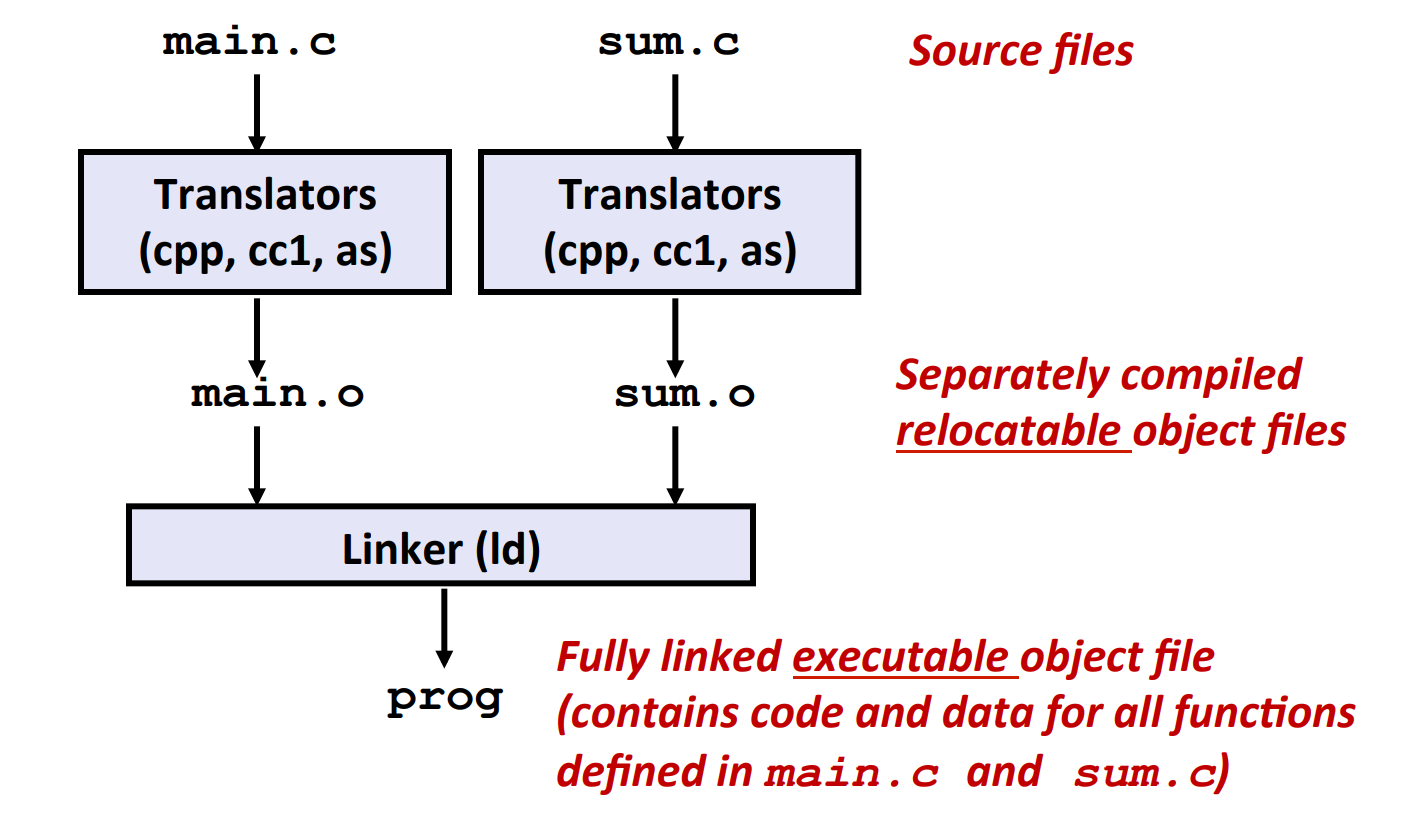 main.c
sum.c
Source files
Translators
(cpp, cc1, as)
Translators
(cpp, cc1, as)
main.o
sum.o
Separately compiled
relocatable object files
Linker (ld)
prog
Fully linked executable object file
(contains code and data for all functions
defined in main.c and sum.c)